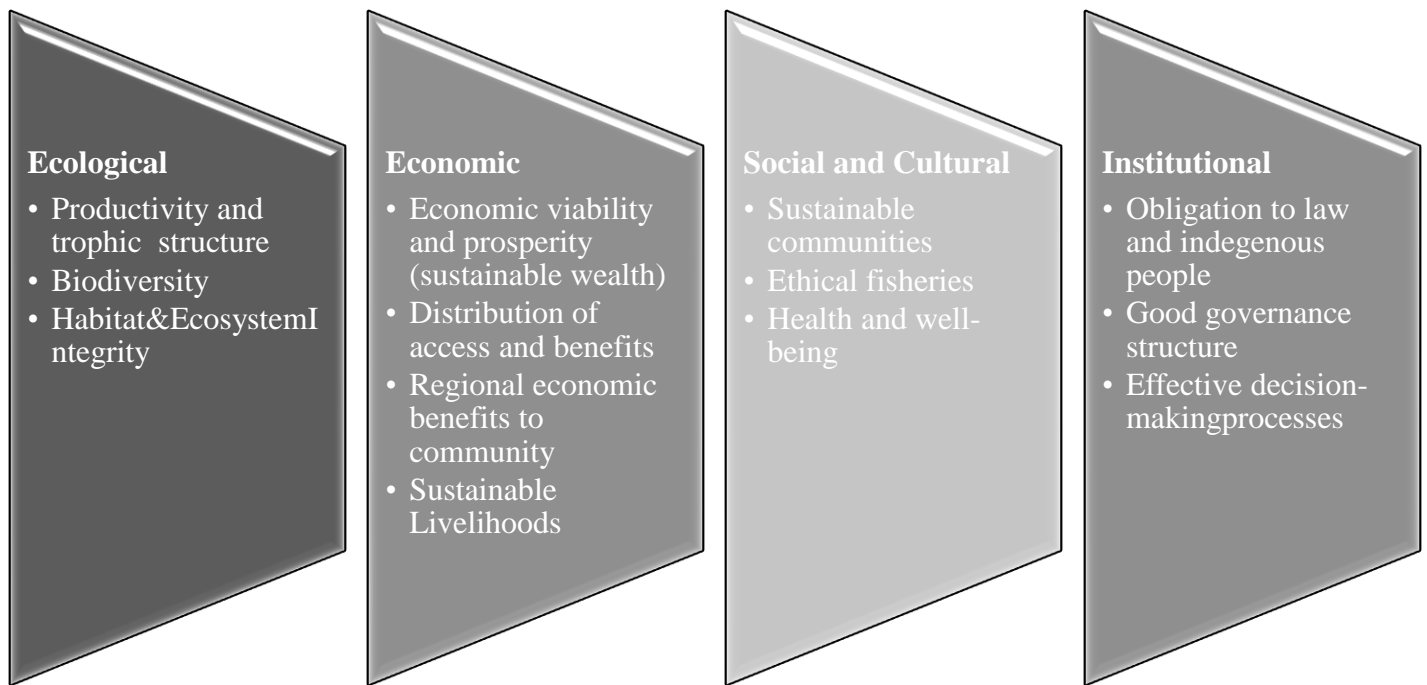 Ecological
• Productivity and
trophic structure
• Biodiversity
• Habitat&EcosystemI
ntegrity
Economic
• Economic viability
and prosperity
(sustainable wealth)
• Distribution of
access and benefits
• Regional economic
benefits to
community
• Sustainable
Livelihoods
Social and Cultural
• Sustainable
communities
• Ethical fisheries
• Health and well-
being
Institutional
• Obligation to law
and indegenous
people
• Good governance
structure
• Effective decision-
makingprocesses